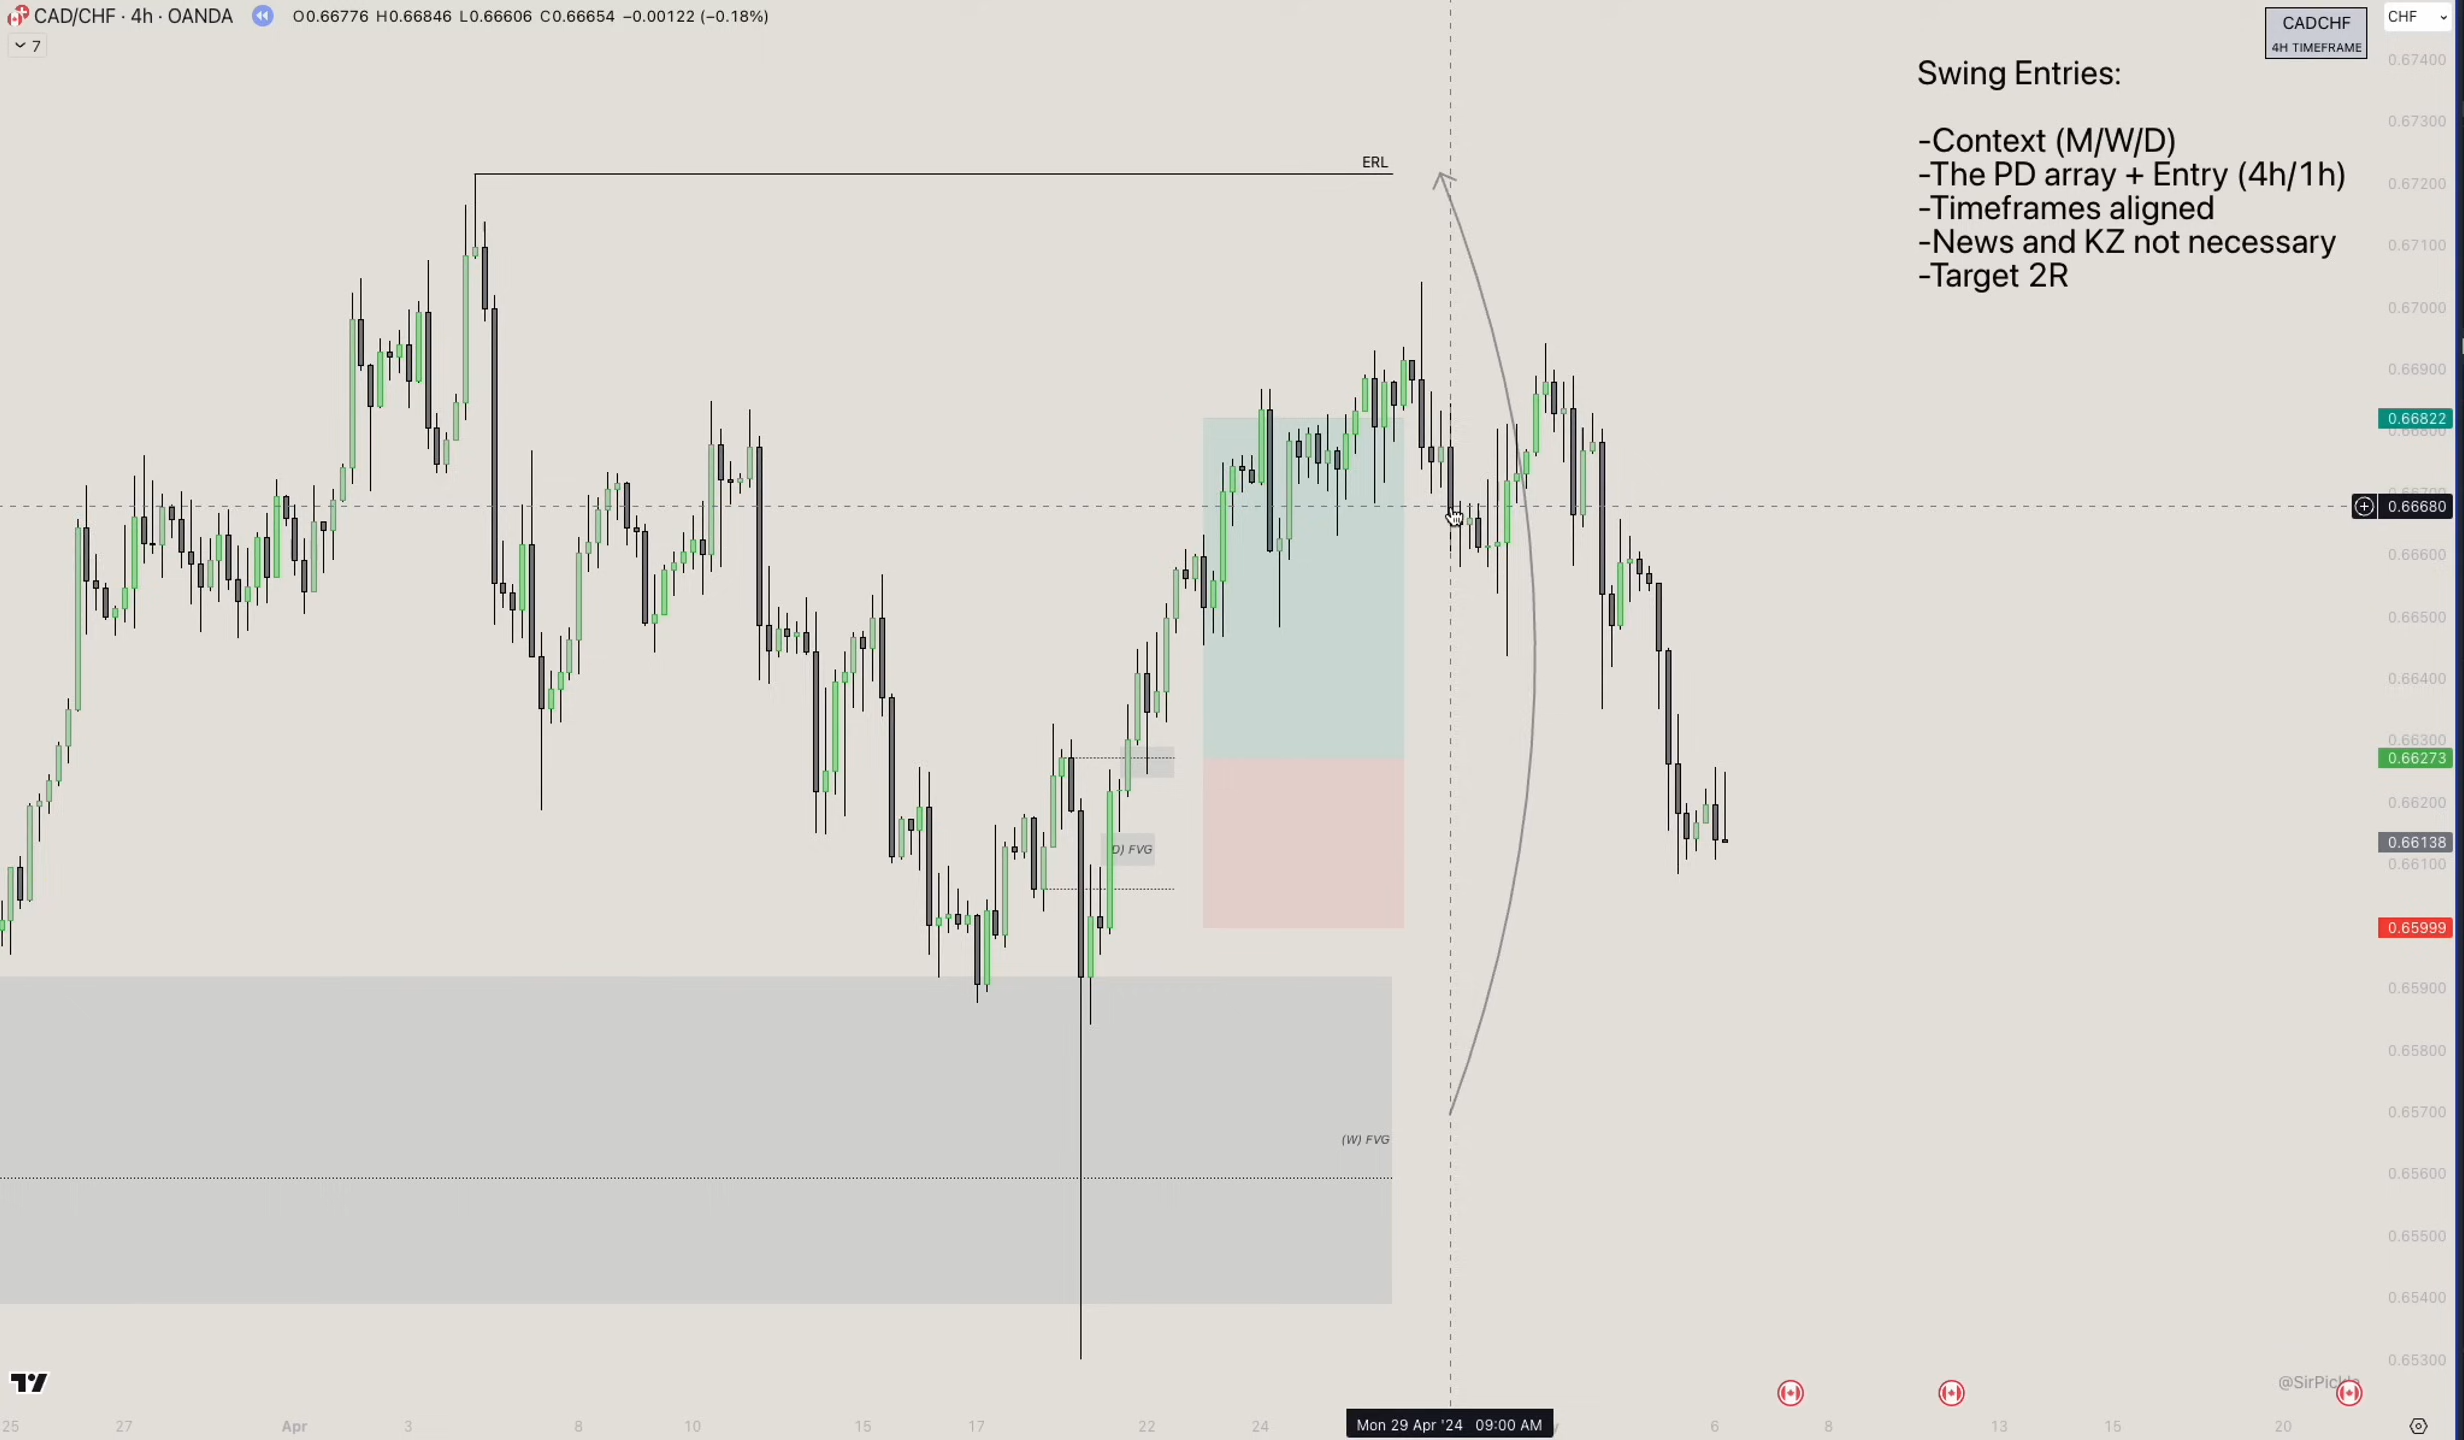 CAD/CHF · 4h · OANDA O0.66776 H0.66846 L0.66606 C0.66654 −0.00122 (−0.18%)
7
CADCHF
4H TIMEFRAME
CHF
Swing Entries:
-Context (M/W/D)
-The PD array + Entry (4h/1h)
-Timeframes aligned
-News and KZ not necessary
-Target 2R
ERL
D) FVG
(W) FVG
0.67400
0.67300
0.67200
0.67100
0.67000
0.66900
0.66822
0.66680
0.66600
0.66500
0.66400
0.66300
0.66273
0.66200
0.66138
0.66100
0.65999
0.65900
0.65800
0.65700
0.65600
0.65500
0.65400
0.65300
25 27 Apr 3 8 10 15 17 22 24 Mon 29 Apr '24 09:00 AM 6 8 13 15 20